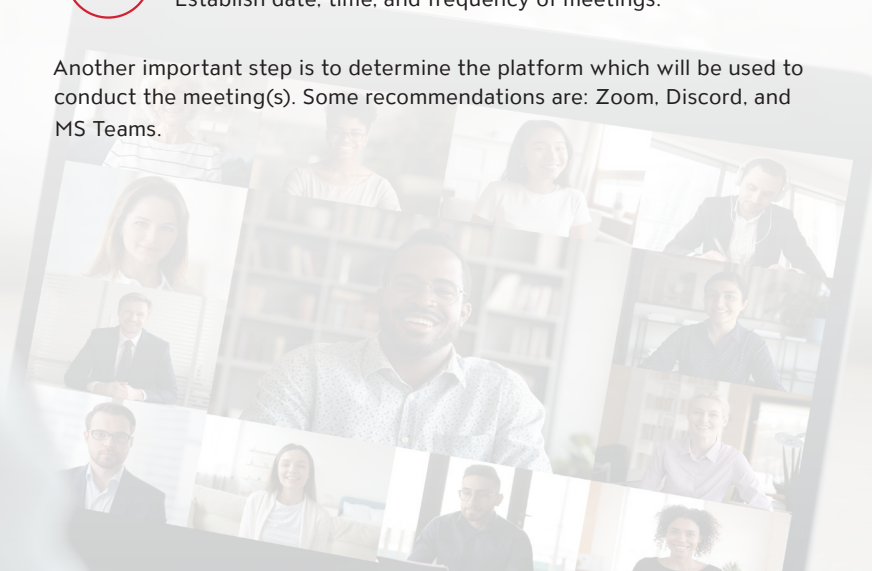 Establish date, time, and frequency of meetings.
Another important step is to determine the platform which will be used to
conduct the meeting(s). Some recommendations are: Zoom, Discord, and
MS Teams.